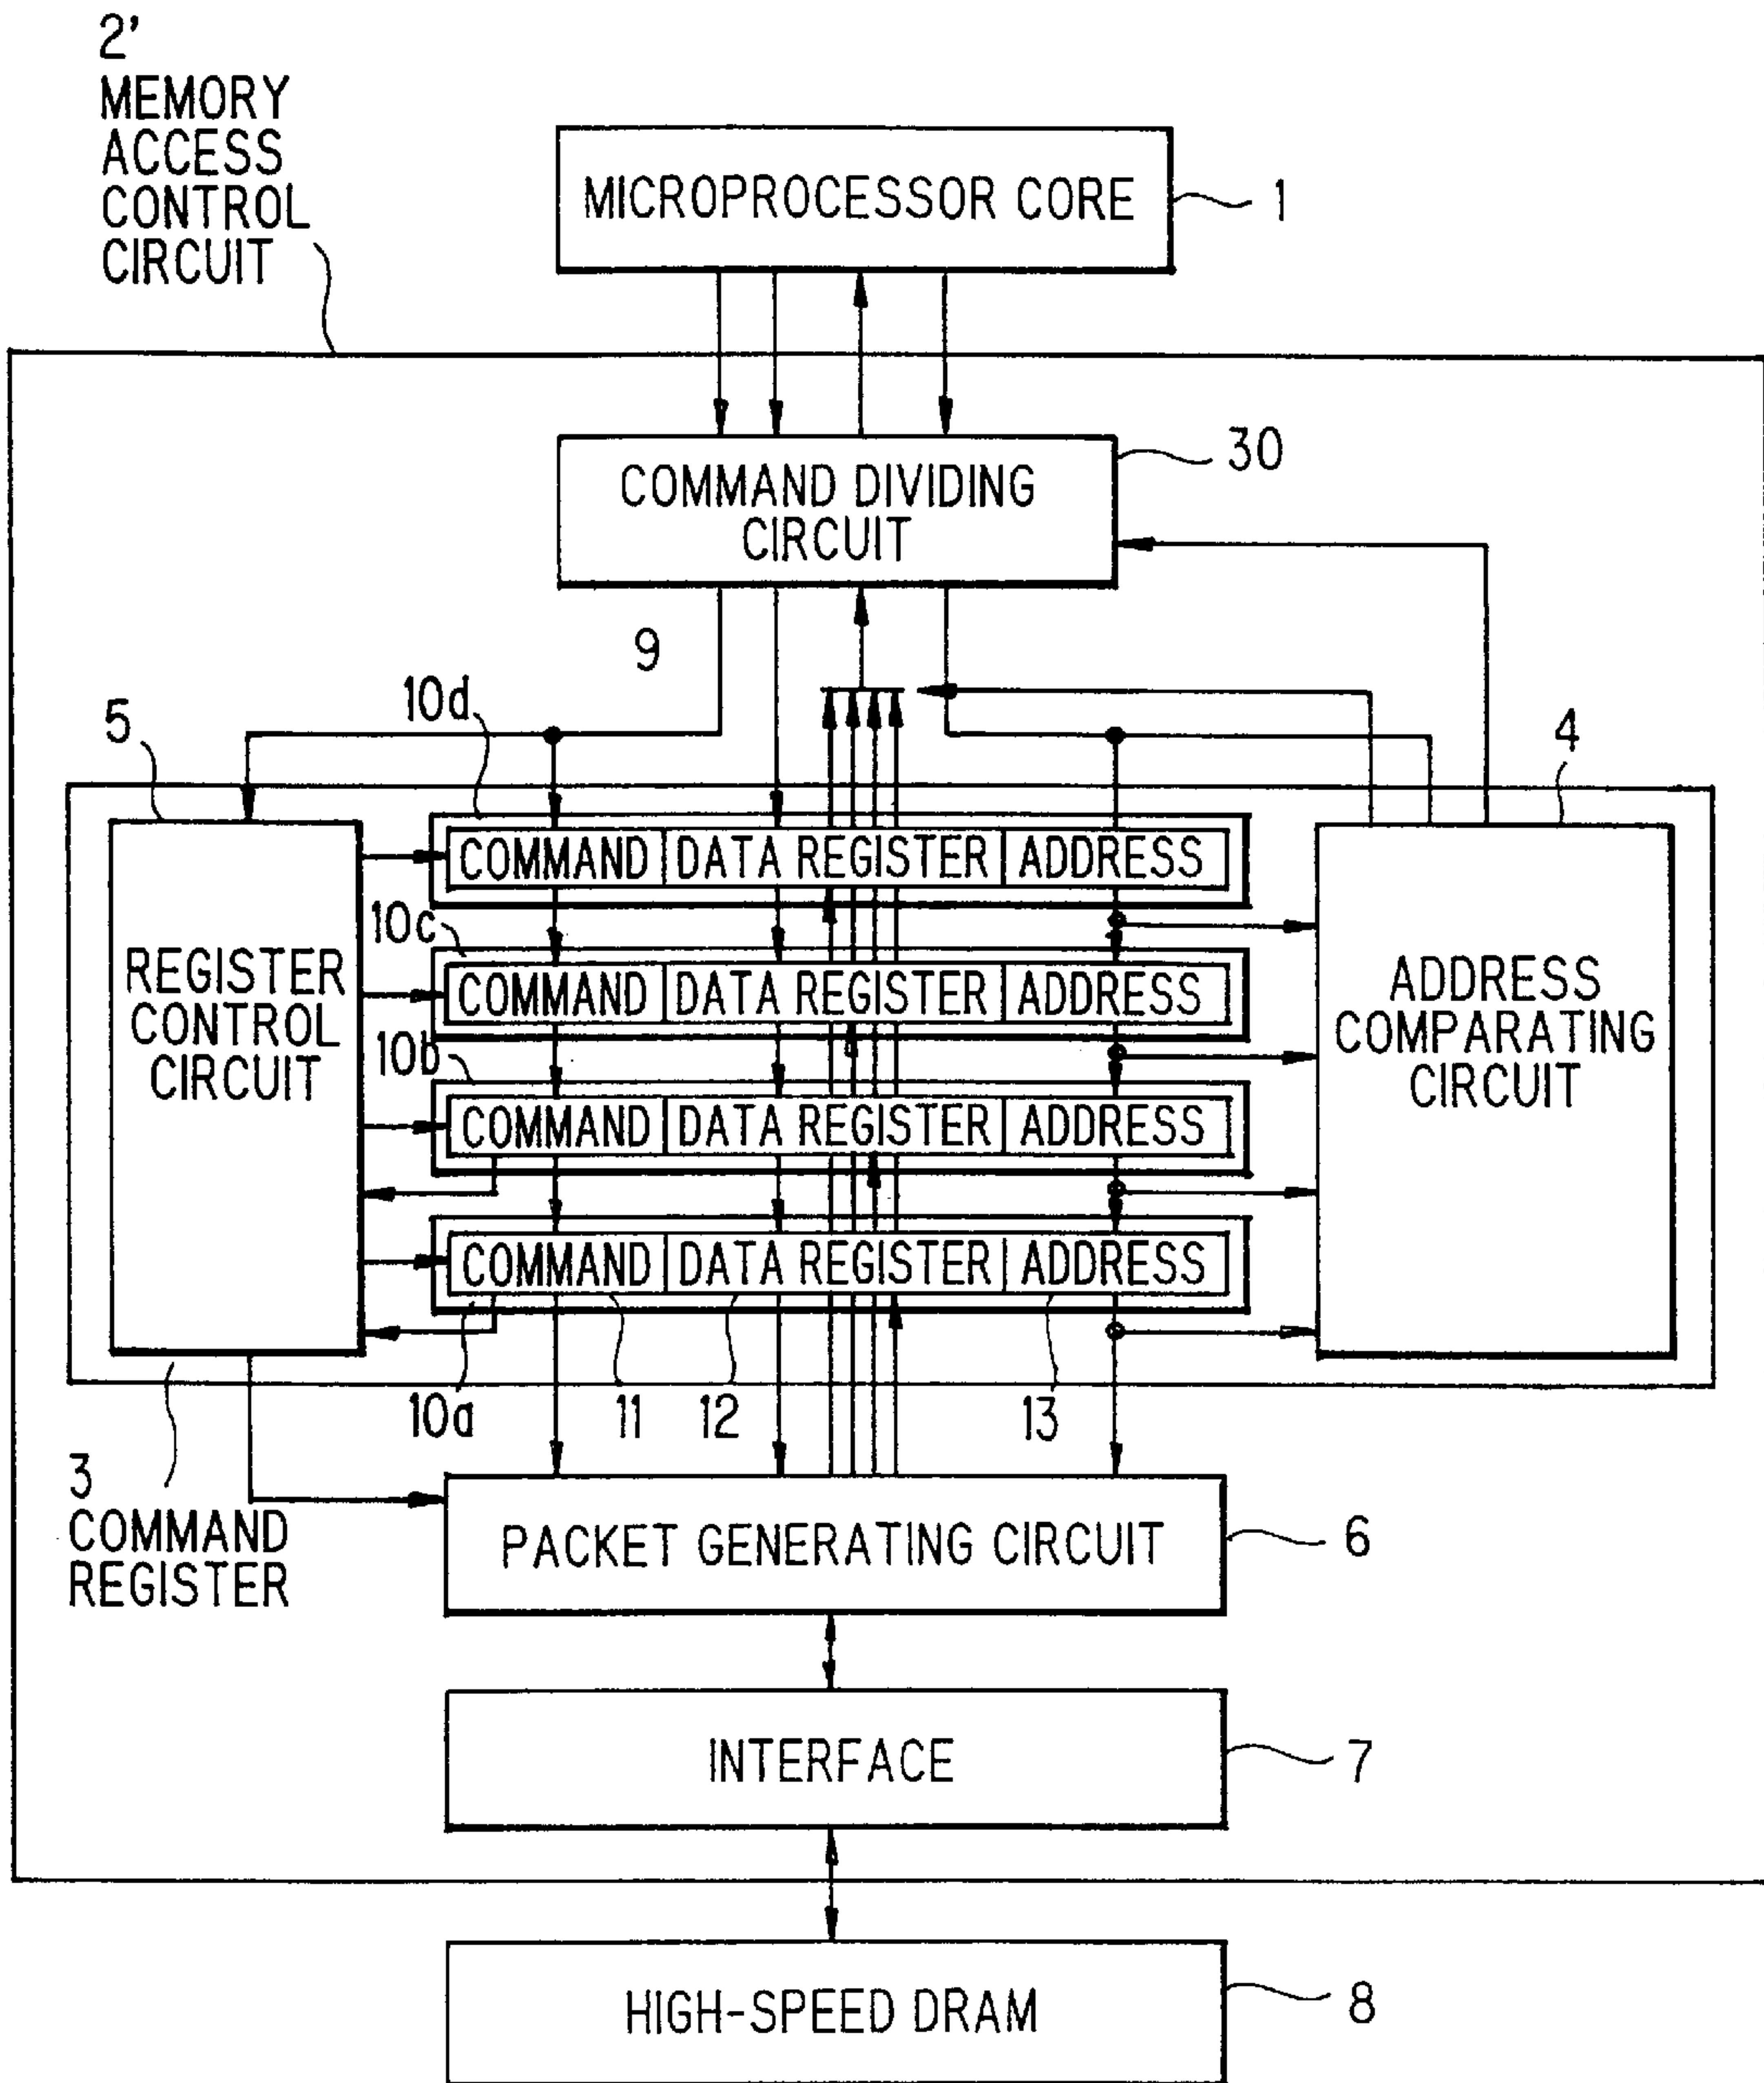 2'
MEMORY
ACCESS
CONTROL
CIRCUIT
MICROPROCESSOR CORE
1
COMMAND DIVIDING
CIRCUIT
30
9
10d
5
4
COMMAND DATA REGISTER ADDRESS
10c
COMMAND DATA REGISTER ADDRESS
REGISTER
CONTROL
CIRCUIT
ADDRESS
COMPARATING
CIRCUIT
10b
COMMAND DATA REGISTER ADDRESS
COMMAND DATA REGISTER ADDRESS
10a
11
12
13
3
COMMAND
REGISTER
PACKET GENERATING CIRCUIT
6
INTERFACE
7
HIGH-SPEED DRAM
8